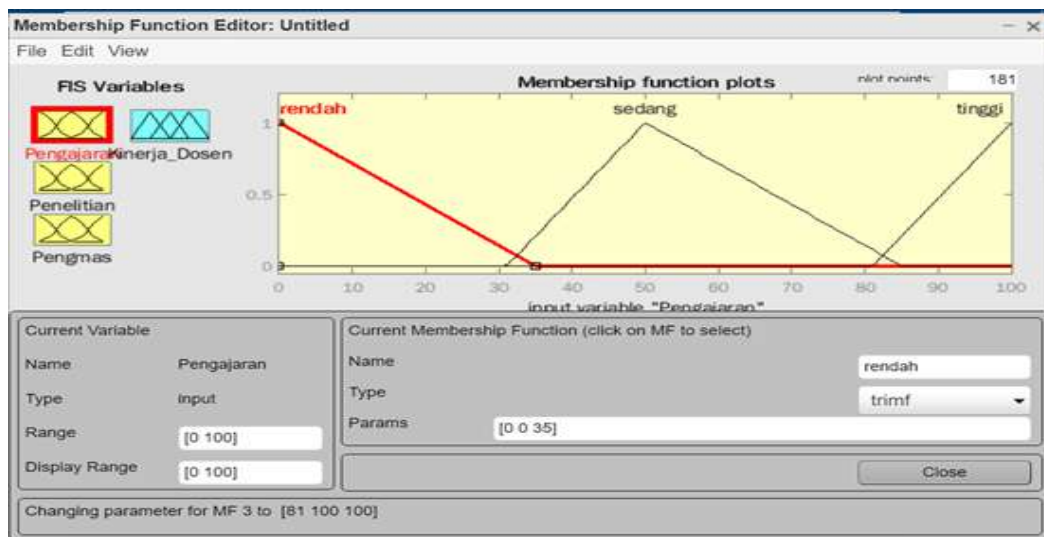 Membership Function Editor: Untitled
File Edit View
FIS Variables
Membership function plots
plot points:
181
rendah
sedang
tinggi
Pengajaran
Kinerja_Dosen
Penelitian
Pengmas
1
0.5
0
0 10 20 30 40 50 60 70 80 90 100
input variable "Pengajaran"
Current Variable
Name Pengajaran
Type input
Range [0 100]
Display Range [0 100]
Current Membership Function (click on MF to select)
Name rendah
Type trimf
Params [0 0 35]
Close
Changing parameter for MF 3 to [81 100 100]